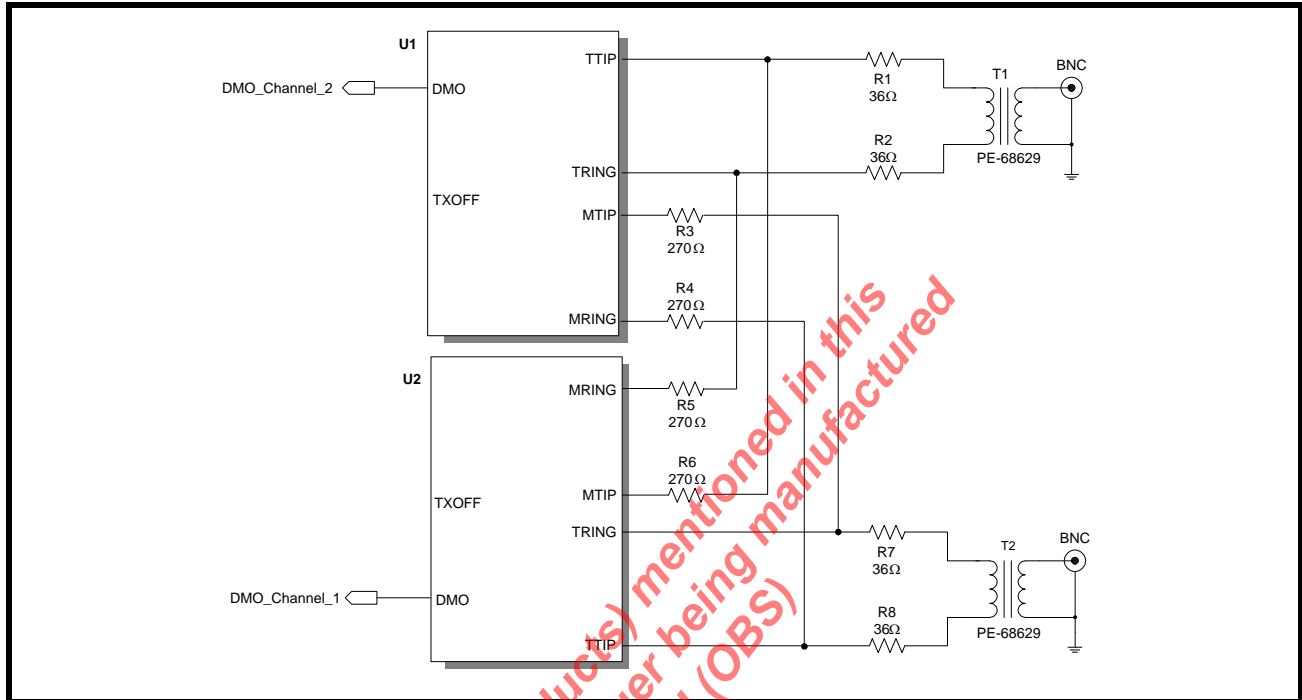 U1
DMO_Channel_2
DMO
TXOFF
TTIP
TRING
MTIP
MRING
R1
36Ω
R2
36Ω
T1
PE-68629
BNC
R3
270Ω
R4
270Ω
U2
DMO_Channel_1
DMO
TXOFF
MRING
MTIP
TRING
TTIP
R5
270Ω
R6
270Ω
R7
36Ω
R8
36Ω
T2
PE-68629
BNC
mentioned in this
being manufactured
(OBS)